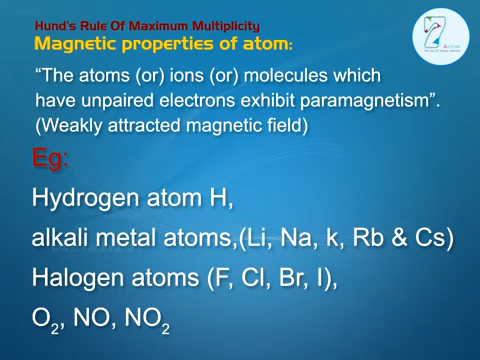 Hund's Rule Of Maximum Multiplicity
Magnetic properties of atom:
“The atoms (or) ions (or) molecules which
have unpaired electrons exhibit paramagnetism”.
(Weakly attracted magnetic field)
Eg:
Hydrogen atom H,
alkali metal atoms,(Li, Na, k, Rb & Cs)
Halogen atoms (F, Cl, Br, I),
O₂, NO, NO₂